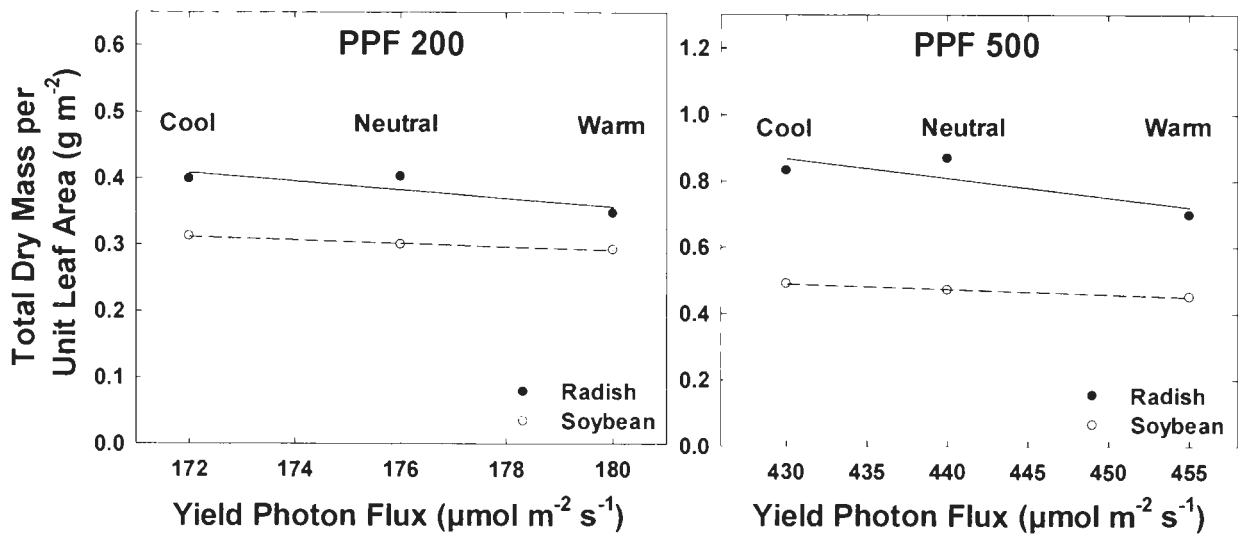 Total Dry Mass per
Unit Leaf Area (g m⁻²)
PPF 200
0.6
0.5
0.4
0.3
0.2
0.1
0.0
Cool Neutral Warm
Radish
Soybean
172 174 176 178 180
Yield Photon Flux (µmol m⁻² s⁻¹)
PPF 500
1.2
1.0
0.8
0.6
0.4
0.2
0.0
Cool Neutral Warm
Radish
Soybean
430 435 440 445 450 455
Yield Photon Flux (µmol m⁻² s⁻¹)